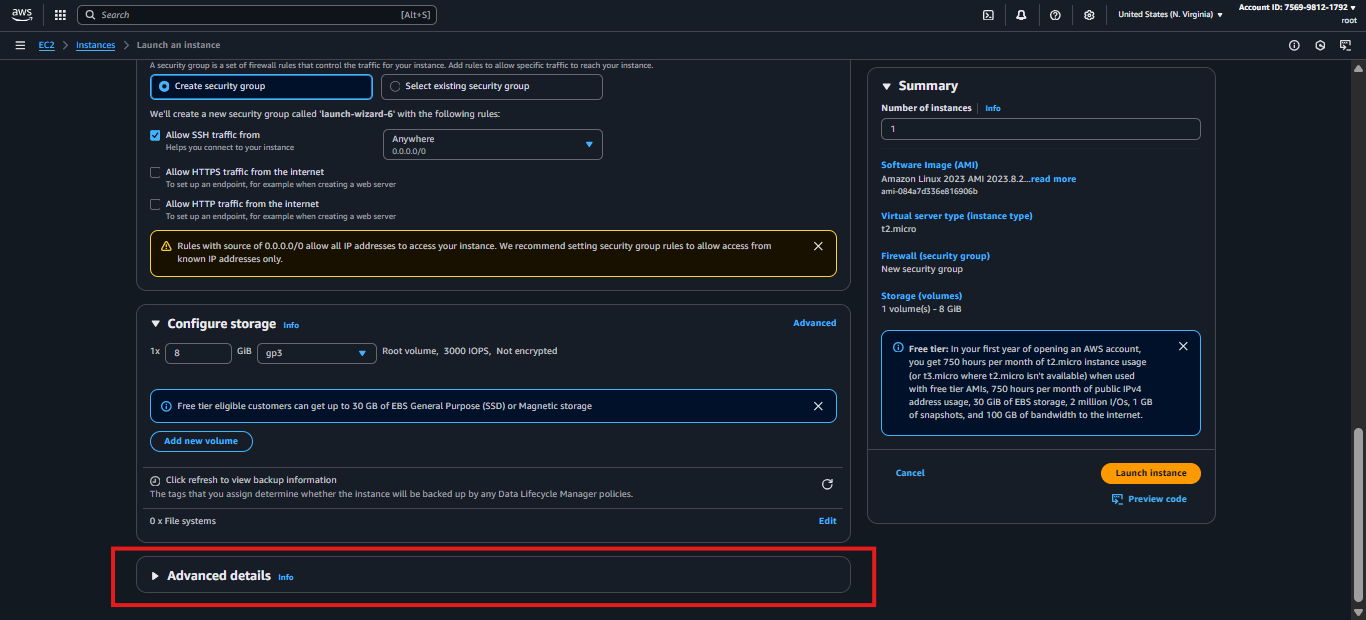 aws
Search
[Alt+S]
United States (N. Virginia)
Account ID: 7569-9812-1792
root
EC2
Instances
Launch an instance
A security group is a set of firewall rules that control the traffic for your instance. Add rules to allow specific traffic to reach your instance.
Create security group
Select existing security group
We'll create a new security group called 'launch-wizard-6' with the following rules:
Allow SSH traffic from
Helps you connect to your instance
Anywhere
0.0.0.0/0
Allow HTTPS traffic from the internet
To set up an endpoint, for example when creating a web server
Allow HTTP traffic from the internet
To set up an endpoint, for example when creating a web server
Rules with source of 0.0.0.0/0 allow all IP addresses to access your instance. We recommend setting security group rules to allow access from
known IP addresses only.
Configure storage Info
Advanced
1x
8
GiB
gp3
Root volume, 3000 IOPS, Not encrypted
Free tier eligible customers can get up to 30 GB of EBS General Purpose (SSD) or Magnetic storage
Add new volume
Click refresh to view backup information
The tags that you assign determine whether the instance will be backed up by any Data Lifecycle Manager policies.
0 x File systems
Edit
Advanced details Info
Summary
Number of instances Info
1
Software Image (AMI)
Amazon Linux 2023 AMI 2023.8.2...read more
ami-084a7d336e816906b
Virtual server type (instance type)
t2.micro
Firewall (security group)
New security group
Storage (volumes)
1 volume(s) - 8 GiB
Free tier: In your first year of opening an AWS account,
you get 750 hours per month of t2.micro instance usage
(or t3.micro where t2.micro isn't available) when used
with free tier AMIs, 750 hours per month of public IPv4
address usage, 30 GiB of EBS storage, 2 million I/Os, 1 GB
of snapshots, and 100 GB of bandwidth to the internet.
Cancel
Launch instance
Preview code